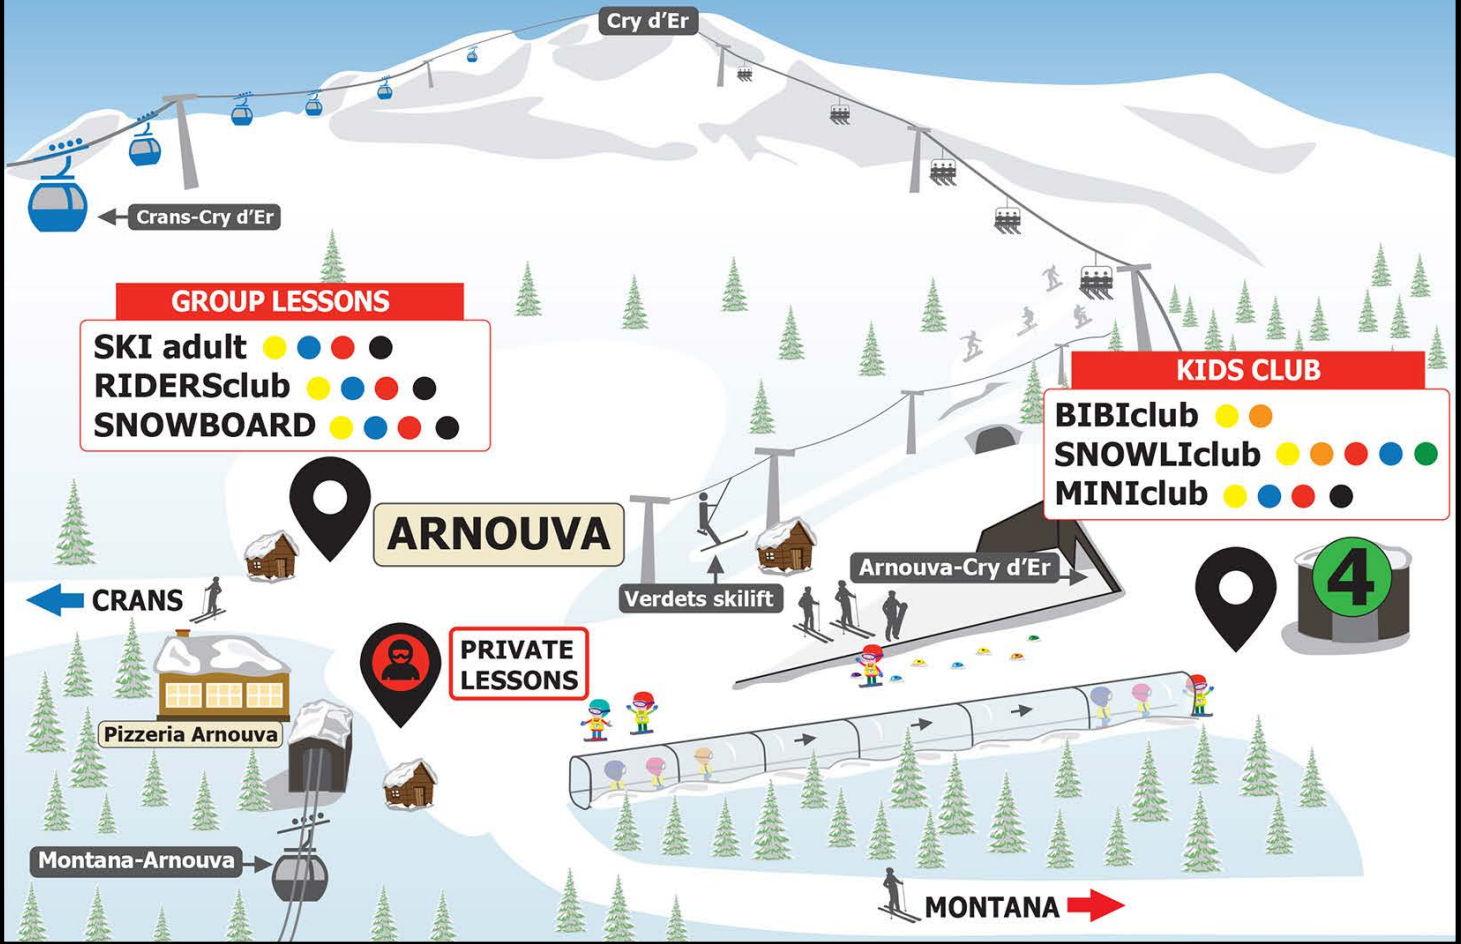 Cry d'Er
Crans-Cry d'Er
GROUP LESSONS
SKI adult
RIDERSclub
SNOWBOARD
KIDS CLUB
BIBIclub
SNOWLIclub
MINIclub
ARNOUVA
Arnouva-Cry d'Er
4
CRANS
Verdets skilift
PRIVATE
LESSONS
Pizzeria Arnouva
Montana-Arnouva
MONTANA